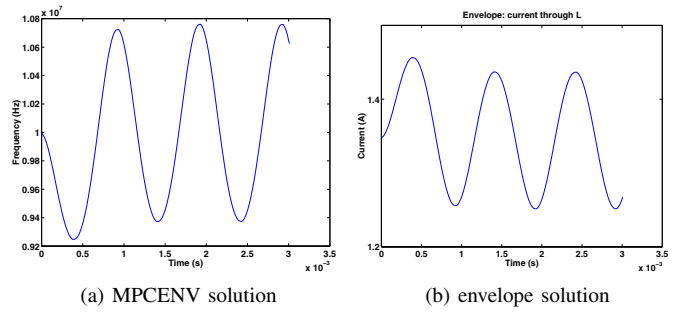 x 10^7
1.08
1.06
1.04
1.02
1
0.98
0.96
0.94
0.92
Frequency (Hz)
0 0.5 1 1.5 2 2.5 3 3.5
Time (s)
x 10^-3
(a) MPCENV solution
Envelope: current through L
1.4
1.2
Current (A)
0 0.5 1 1.5 2 2.5 3 3.5
Time (s)
x 10^-3
(b) envelope solution